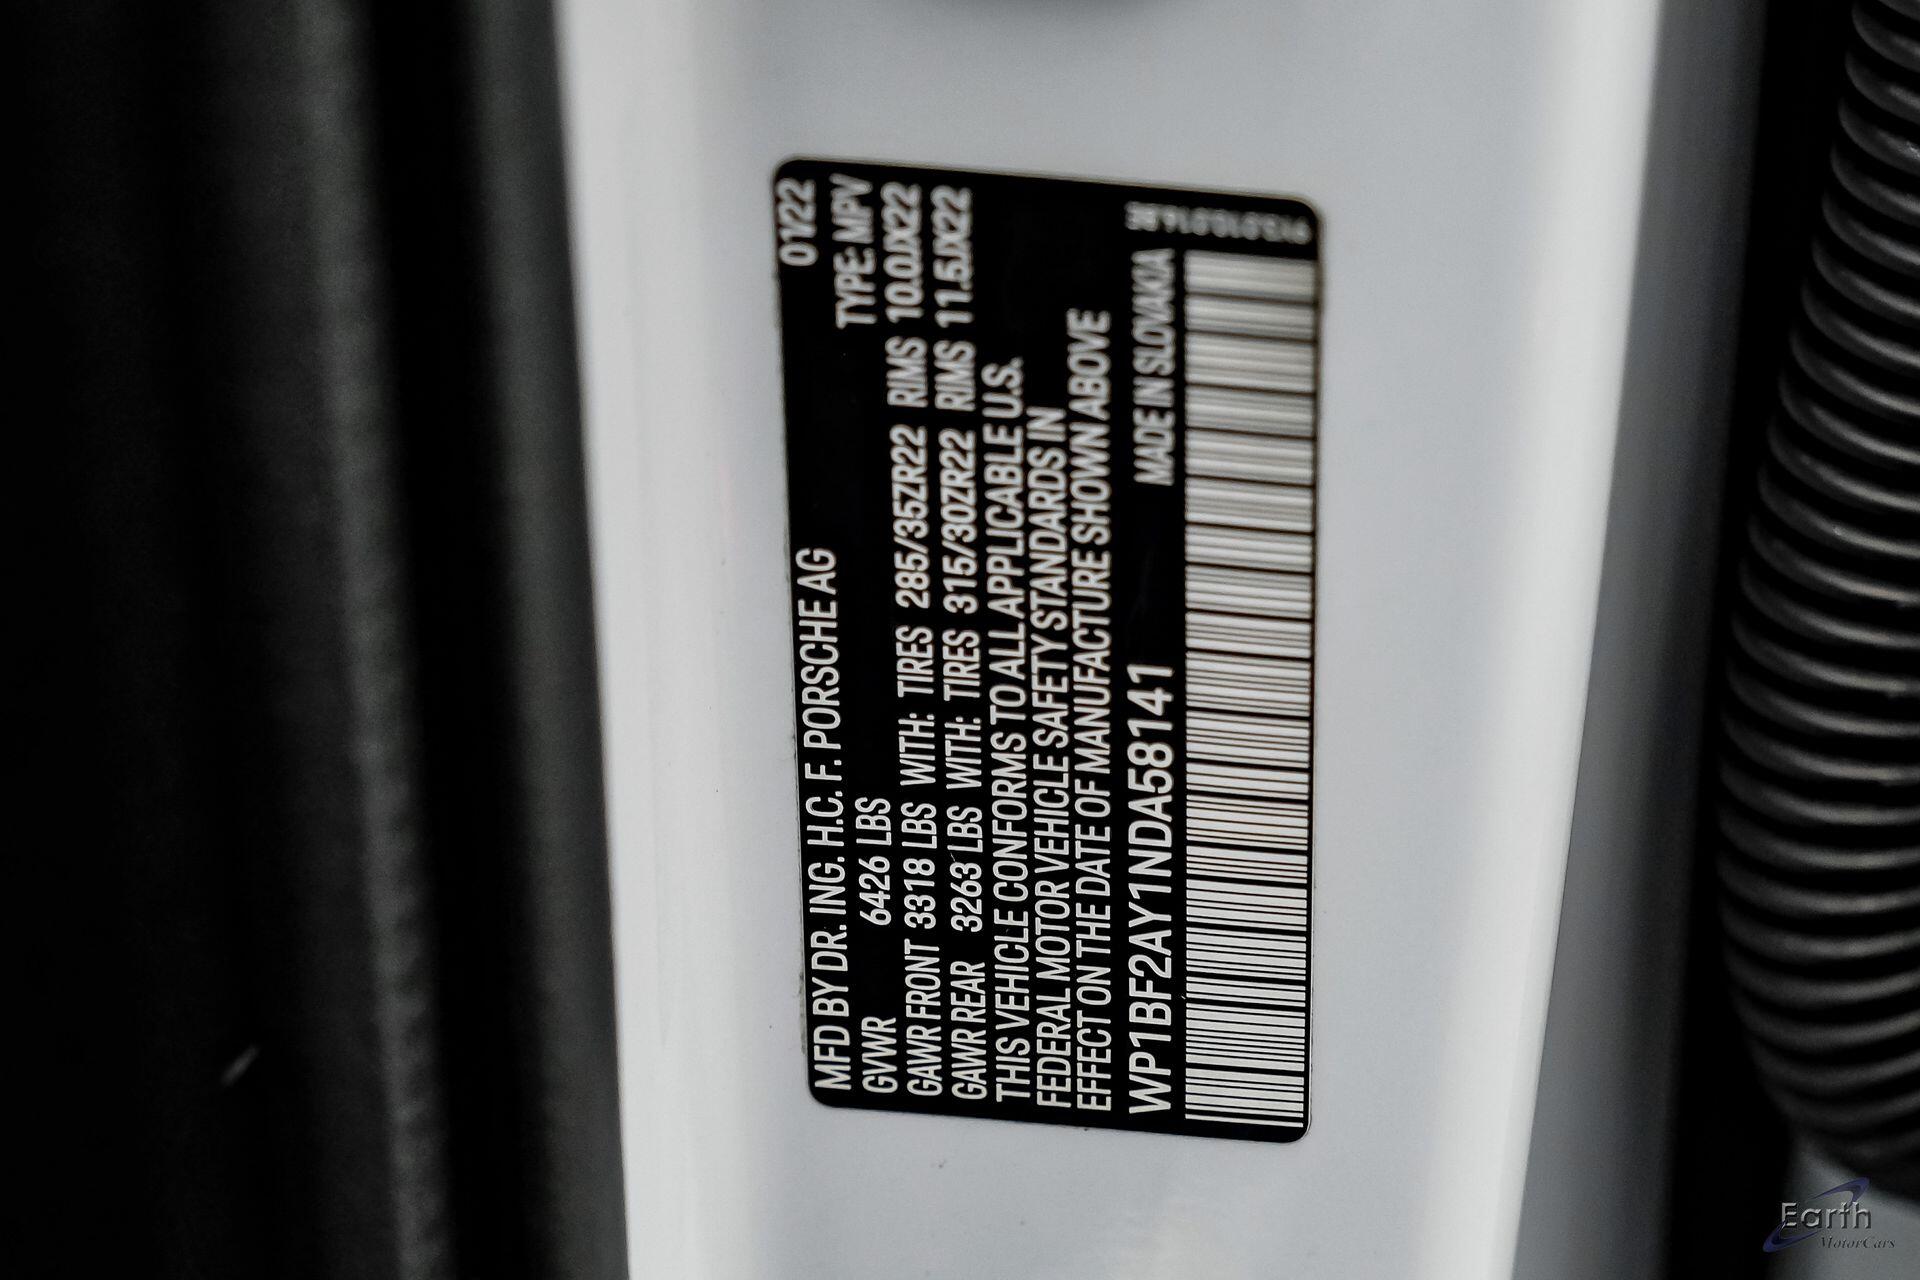 01/22
MFD BY DR. ING. H.C. F. PORSCHE AG
GVWR 6426 LBS TYPE: MPV
GAWR FRONT 3318 LBS WITH: TIRES 285/35ZR22 RIMS 10.0JX22
GAWR REAR 3263 LBS WITH: TIRES 315/30ZR22 RIMS 11.5JX22
THIS VEHICLE CONFORMS TO ALL APPLICABLE U.S.
FEDERAL MOTOR VEHICLE SAFETY STANDARDS IN
EFFECT ON THE DATE OF MANUFACTURE SHOWN ABOVE
WP1BF2AY1NDA58141 MADE IN SLOVAKIA
Earth
MotorCars